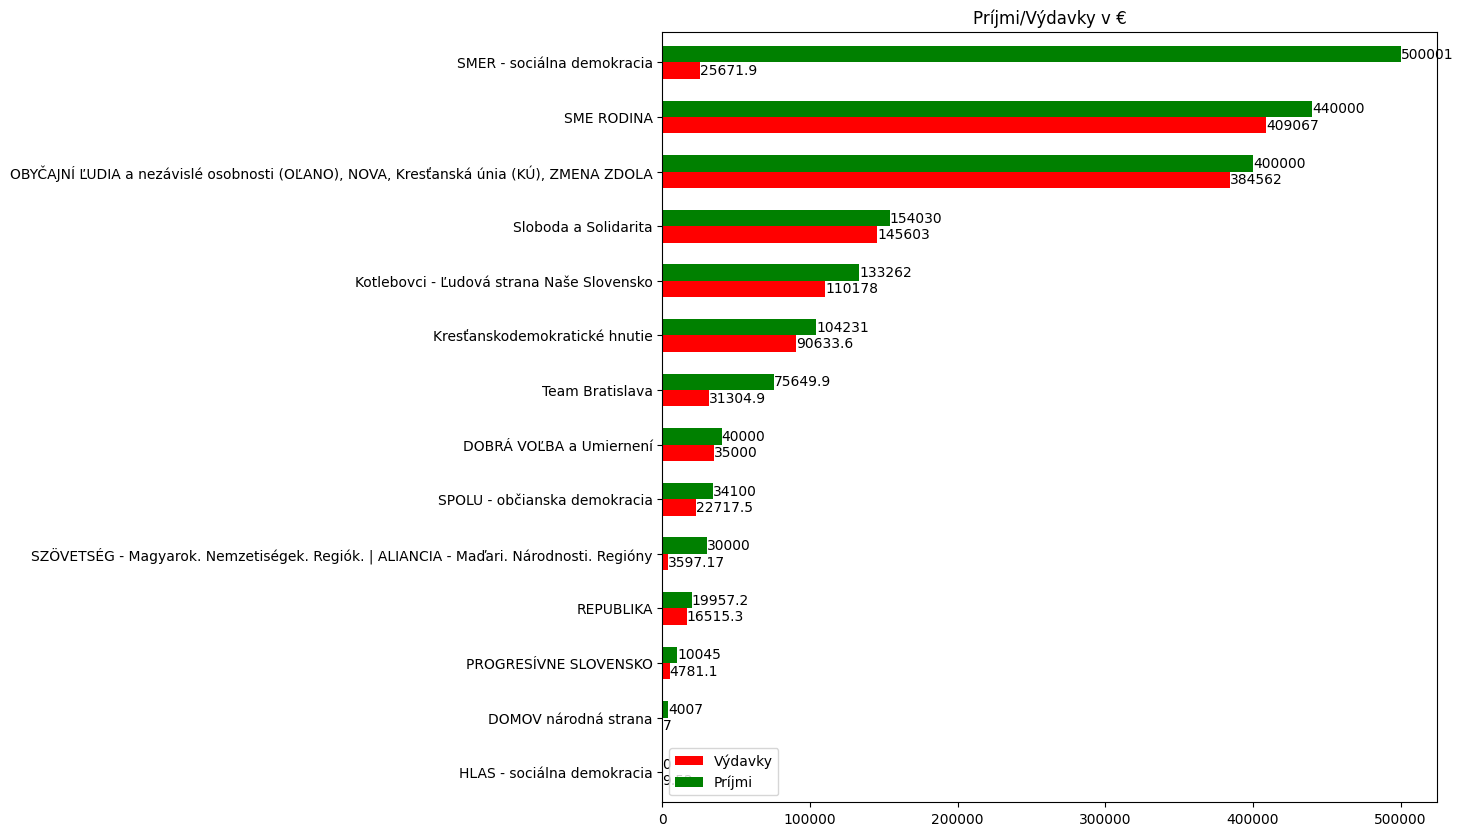 Príjmi/Výdavky v €
SMER - sociálna demokracia
500001
25671.9
SME RODINA
440000
409067
OBYČAJNÍ ĽUDIA a nezávislé osobnosti (OĽANO), NOVA, Kresťanská únia (KÚ), ZMENA ZDOLA
400000
384562
Sloboda a Solidarita
154030
145603
Kotlebovci - Ľudová strana Naše Slovensko
133262
110178
Kresťanskodemokratické hnutie
104231
90633.6
Team Bratislava
75649.9
31304.9
DOBRÁ VOĽBA a Umiernení
40000
35000
SPOLU - občianska demokracia
34100
22717.5
SZÖVETSÉG - Magyarok. Nemzetiségek. Regiók. | ALIANCIA - Maďari. Národnosti. Regióny
30000
3597.17
REPUBLIKA
19957.2
16515.3
PROGRESÍVNE SLOVENSKO
10045
4781.1
DOMOV národná strana
4007
7
HLAS - sociálna demokracia
0
Výdavky
Príjmi
0 100000 200000 300000 400000 500000